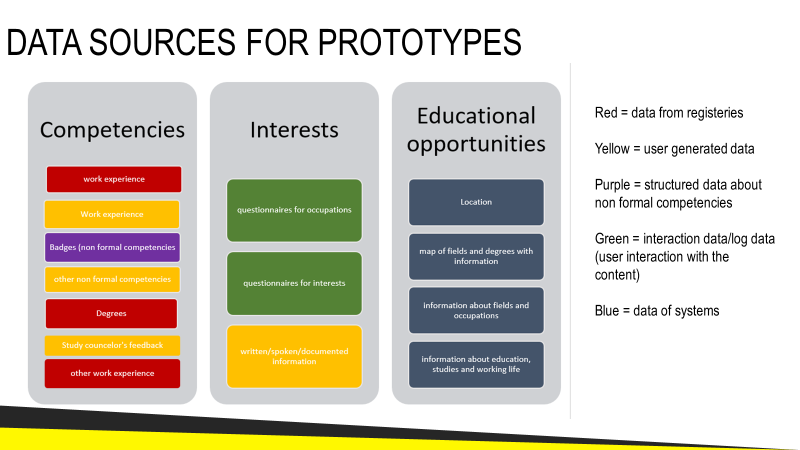 DATA SOURCES FOR PROTOTYPES
Competencies
work experience
Work experience
Badges (non formal competencies
other non formal competencies
Degrees
Study councelor's feedback
other work experience
Interests
questionnaires for occupations
questionnaires for interests
written/spoken/documented
information
Educational
opportunities
Location
map of fields and degrees with
information
information about fields and
occupations
information about education,
studies and working life
Red = data from registeries
Yellow = user generated data
Purple = structured data about
non formal competencies
Green = interaction data/log data
(user interaction with the
content)
Blue = data of systems